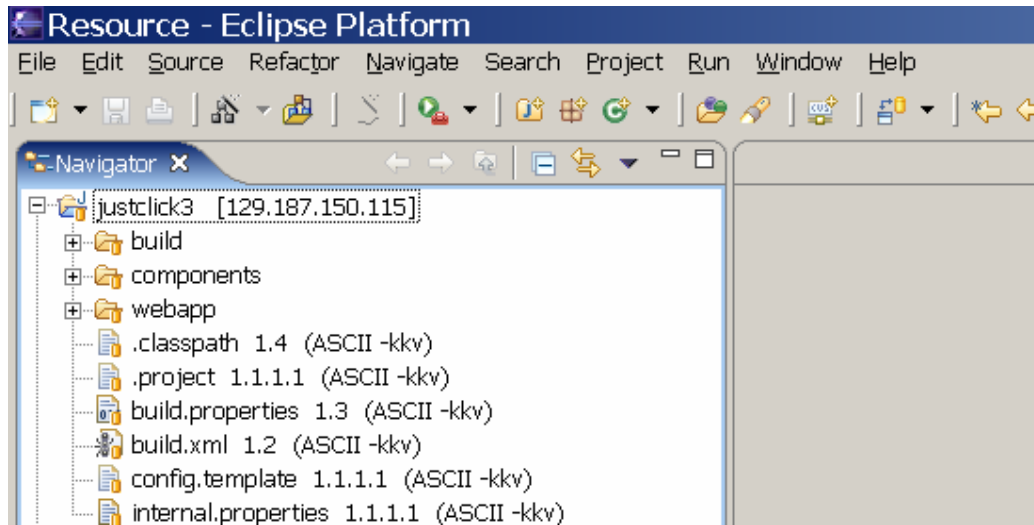 Resource - Eclipse Platform
File Edit Source Refactor Navigate Search Project Run Window Help
Navigator
justclick3 [129.187.150.115]
build
components
webapp
.classpath 1.4 (ASCII -kkv)
.project 1.1.1.1 (ASCII -kkv)
build.properties 1.3 (ASCII -kkv)
build.xml 1.2 (ASCII -kkv)
config.template 1.1.1.1 (ASCII -kkv)
internal.properties 1.1.1.1 (ASCII -kkv)